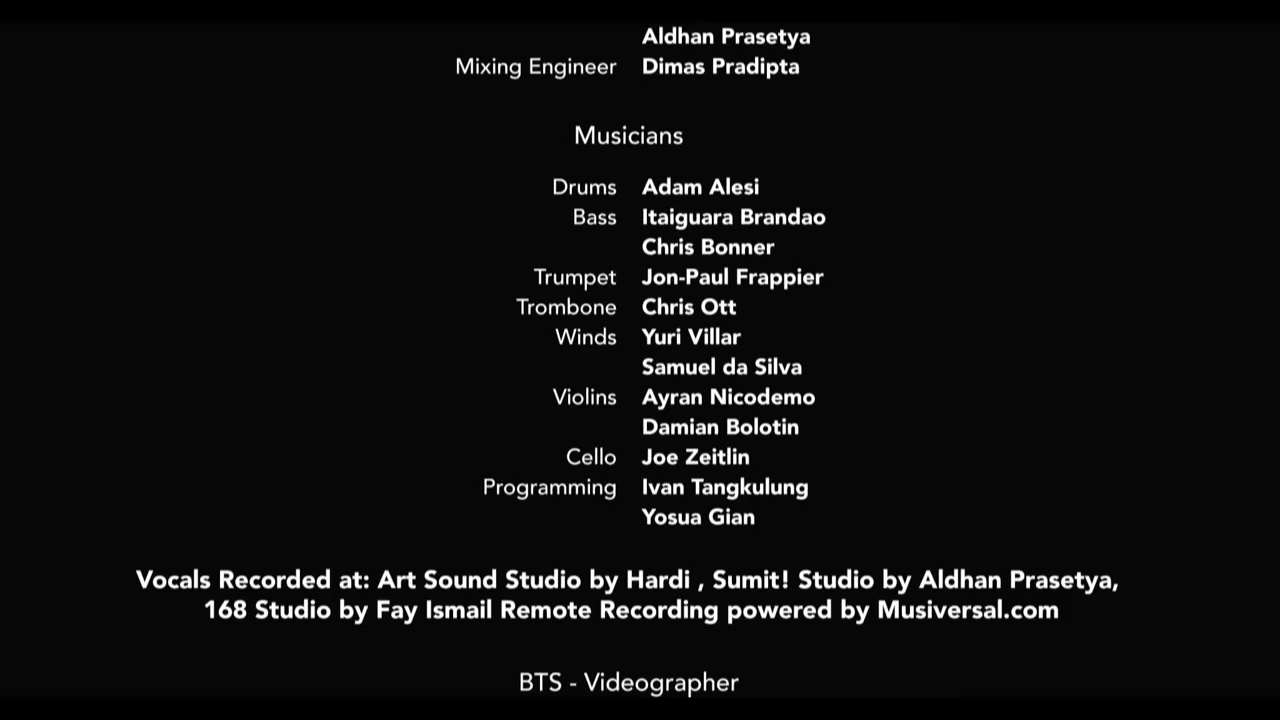 Aldhan Prasetya
Mixing Engineer Dimas Pradipta
Musicians
Drums Adam Alesi
Bass Itaiguara Brandao
Chris Bonner
Trumpet Jon-Paul Frappier
Trombone Chris Ott
Winds Yuri Villar
Samuel da Silva
Violins Ayran Nicodemo
Damian Bolotin
Cello Joe Zeitlin
Programming Ivan Tangkulung
Yosua Gian
Vocals Recorded at: Art Sound Studio by Hardi , Sumit! Studio by Aldhan Prasetya,
168 Studio by Fay Ismail Remote Recording powered by Musiversal.com
BTS - Videographer